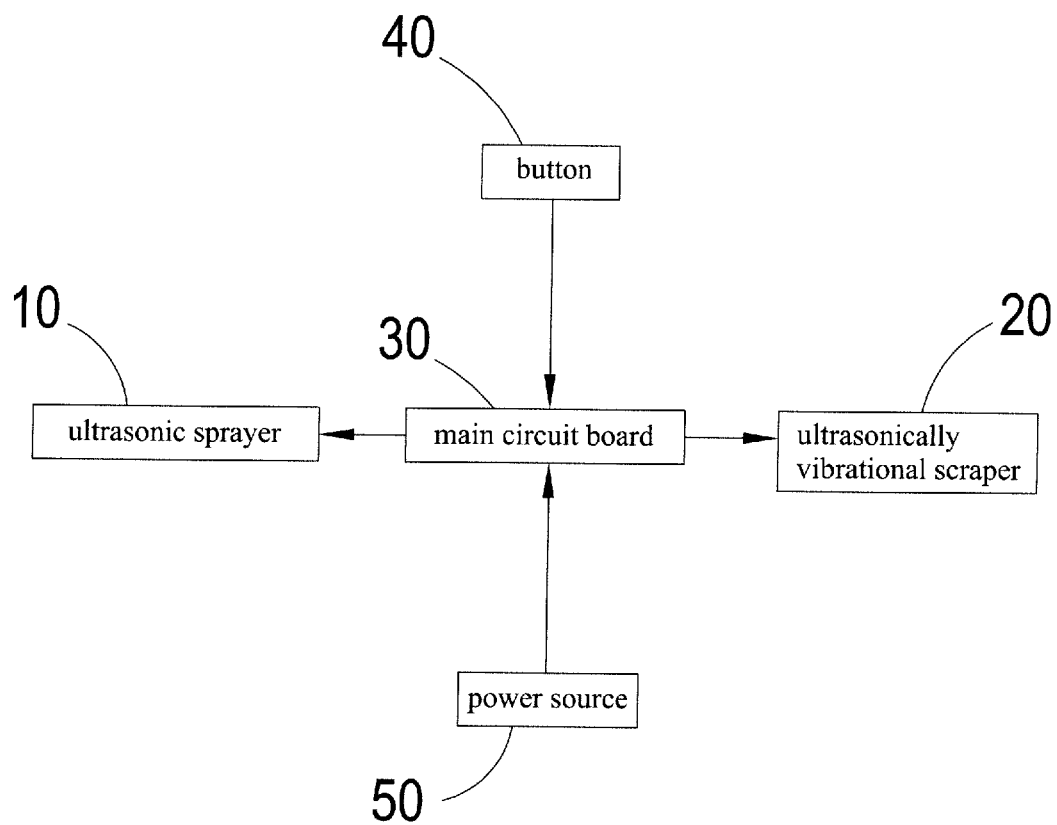 40
button
10
20
30
ultrasonic sprayer
main circuit board
ultrasonically
vibrational scraper
power source
50